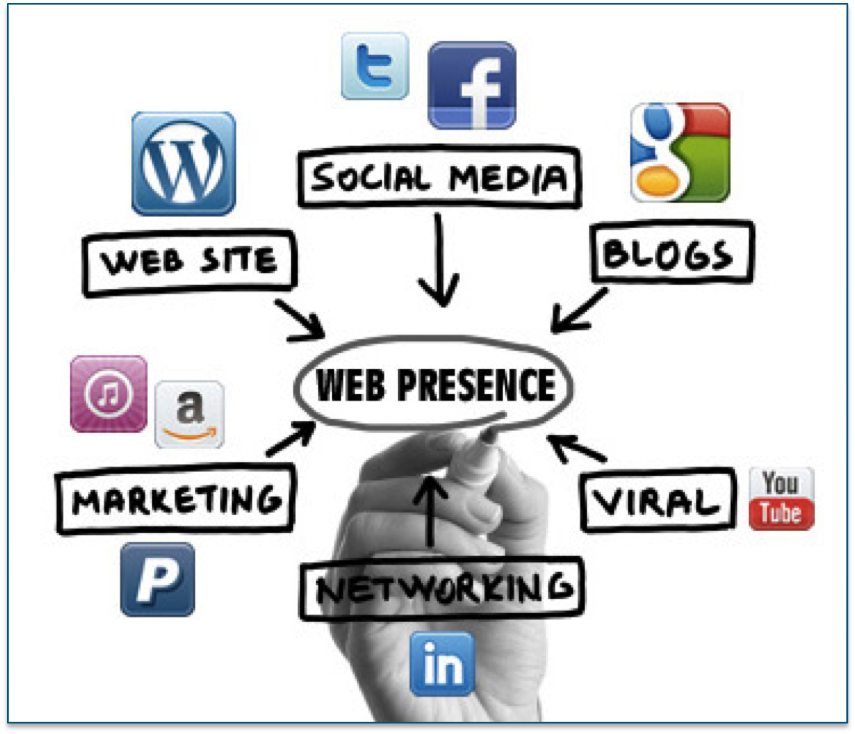 t
f
W
g
SOCIAL MEDIA
WEB SITE
BLOGS
WEB PRESENCE
a
MARKETING
VIRAL
You
Tube
P
NETWORKING
in